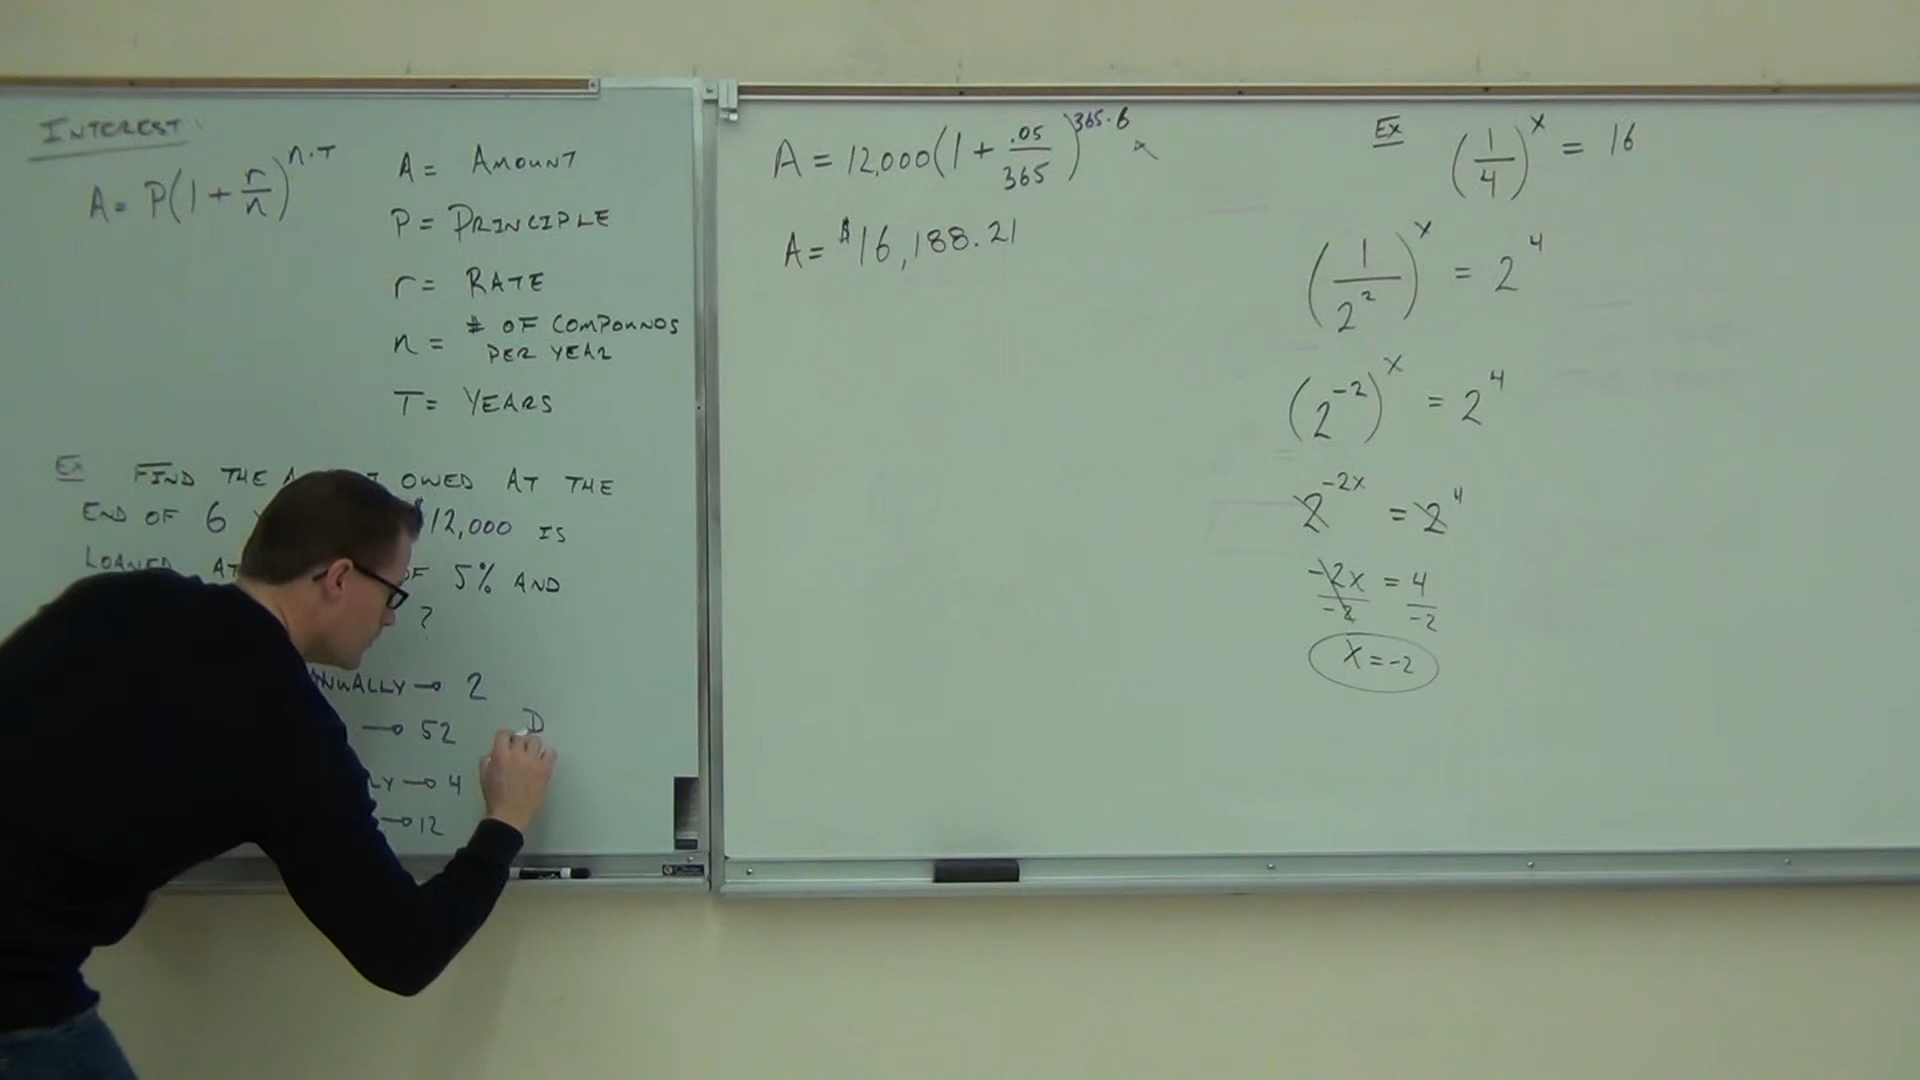 INTEREST
A = P(1 + r/n)^n·T
A = AMOUNT
P = PRINCIPLE
r = RATE
n = # OF COMPOUNDS
PER YEAR
T = YEARS
Ex FIND THE OWED AT THE
END OF 6 $12,000 IS
LOANED AT 5% AND
?
2
52
4
12
D
A = 12,000(1 + .05/365)^365·6
A = $16,188.21
Ex (1/4)^x = 16
(1/2^2)^x = 2^4
(2^-2)^x = 2^4
2^-2x = 2^4
-2x/-2 = 4/-2
x = -2